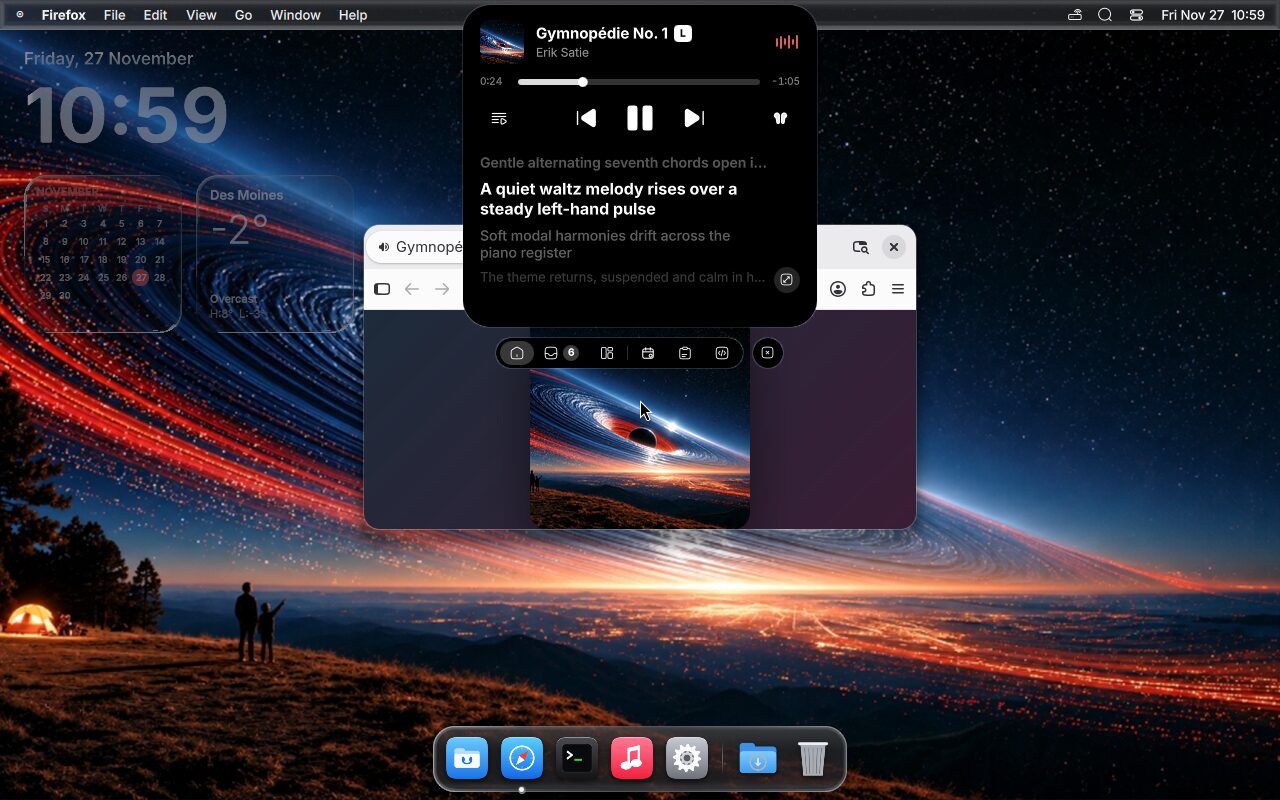 Firefox File Edit View Go Window Help
Fri Nov 27 10:59
Friday, 27 November
10:59
NOVEMBER
S M T W T F S
1 2 3 4 5 6 7
8 9 10 11 12 13 14
15 16 17 18 19 20 21
22 23 24 25 26 27 28
29 30
Des Moines
-2°
Overcast
H:8° L:-3°
Gymnopédie No. 1 L
Erik Satie
0:24
-1:05
Gentle alternating seventh chords open i...
A quiet waltz melody rises over a
steady left-hand pulse
Soft modal harmonies drift across the
piano register
The theme returns, suspended and calm in h...
Gymnopé
6